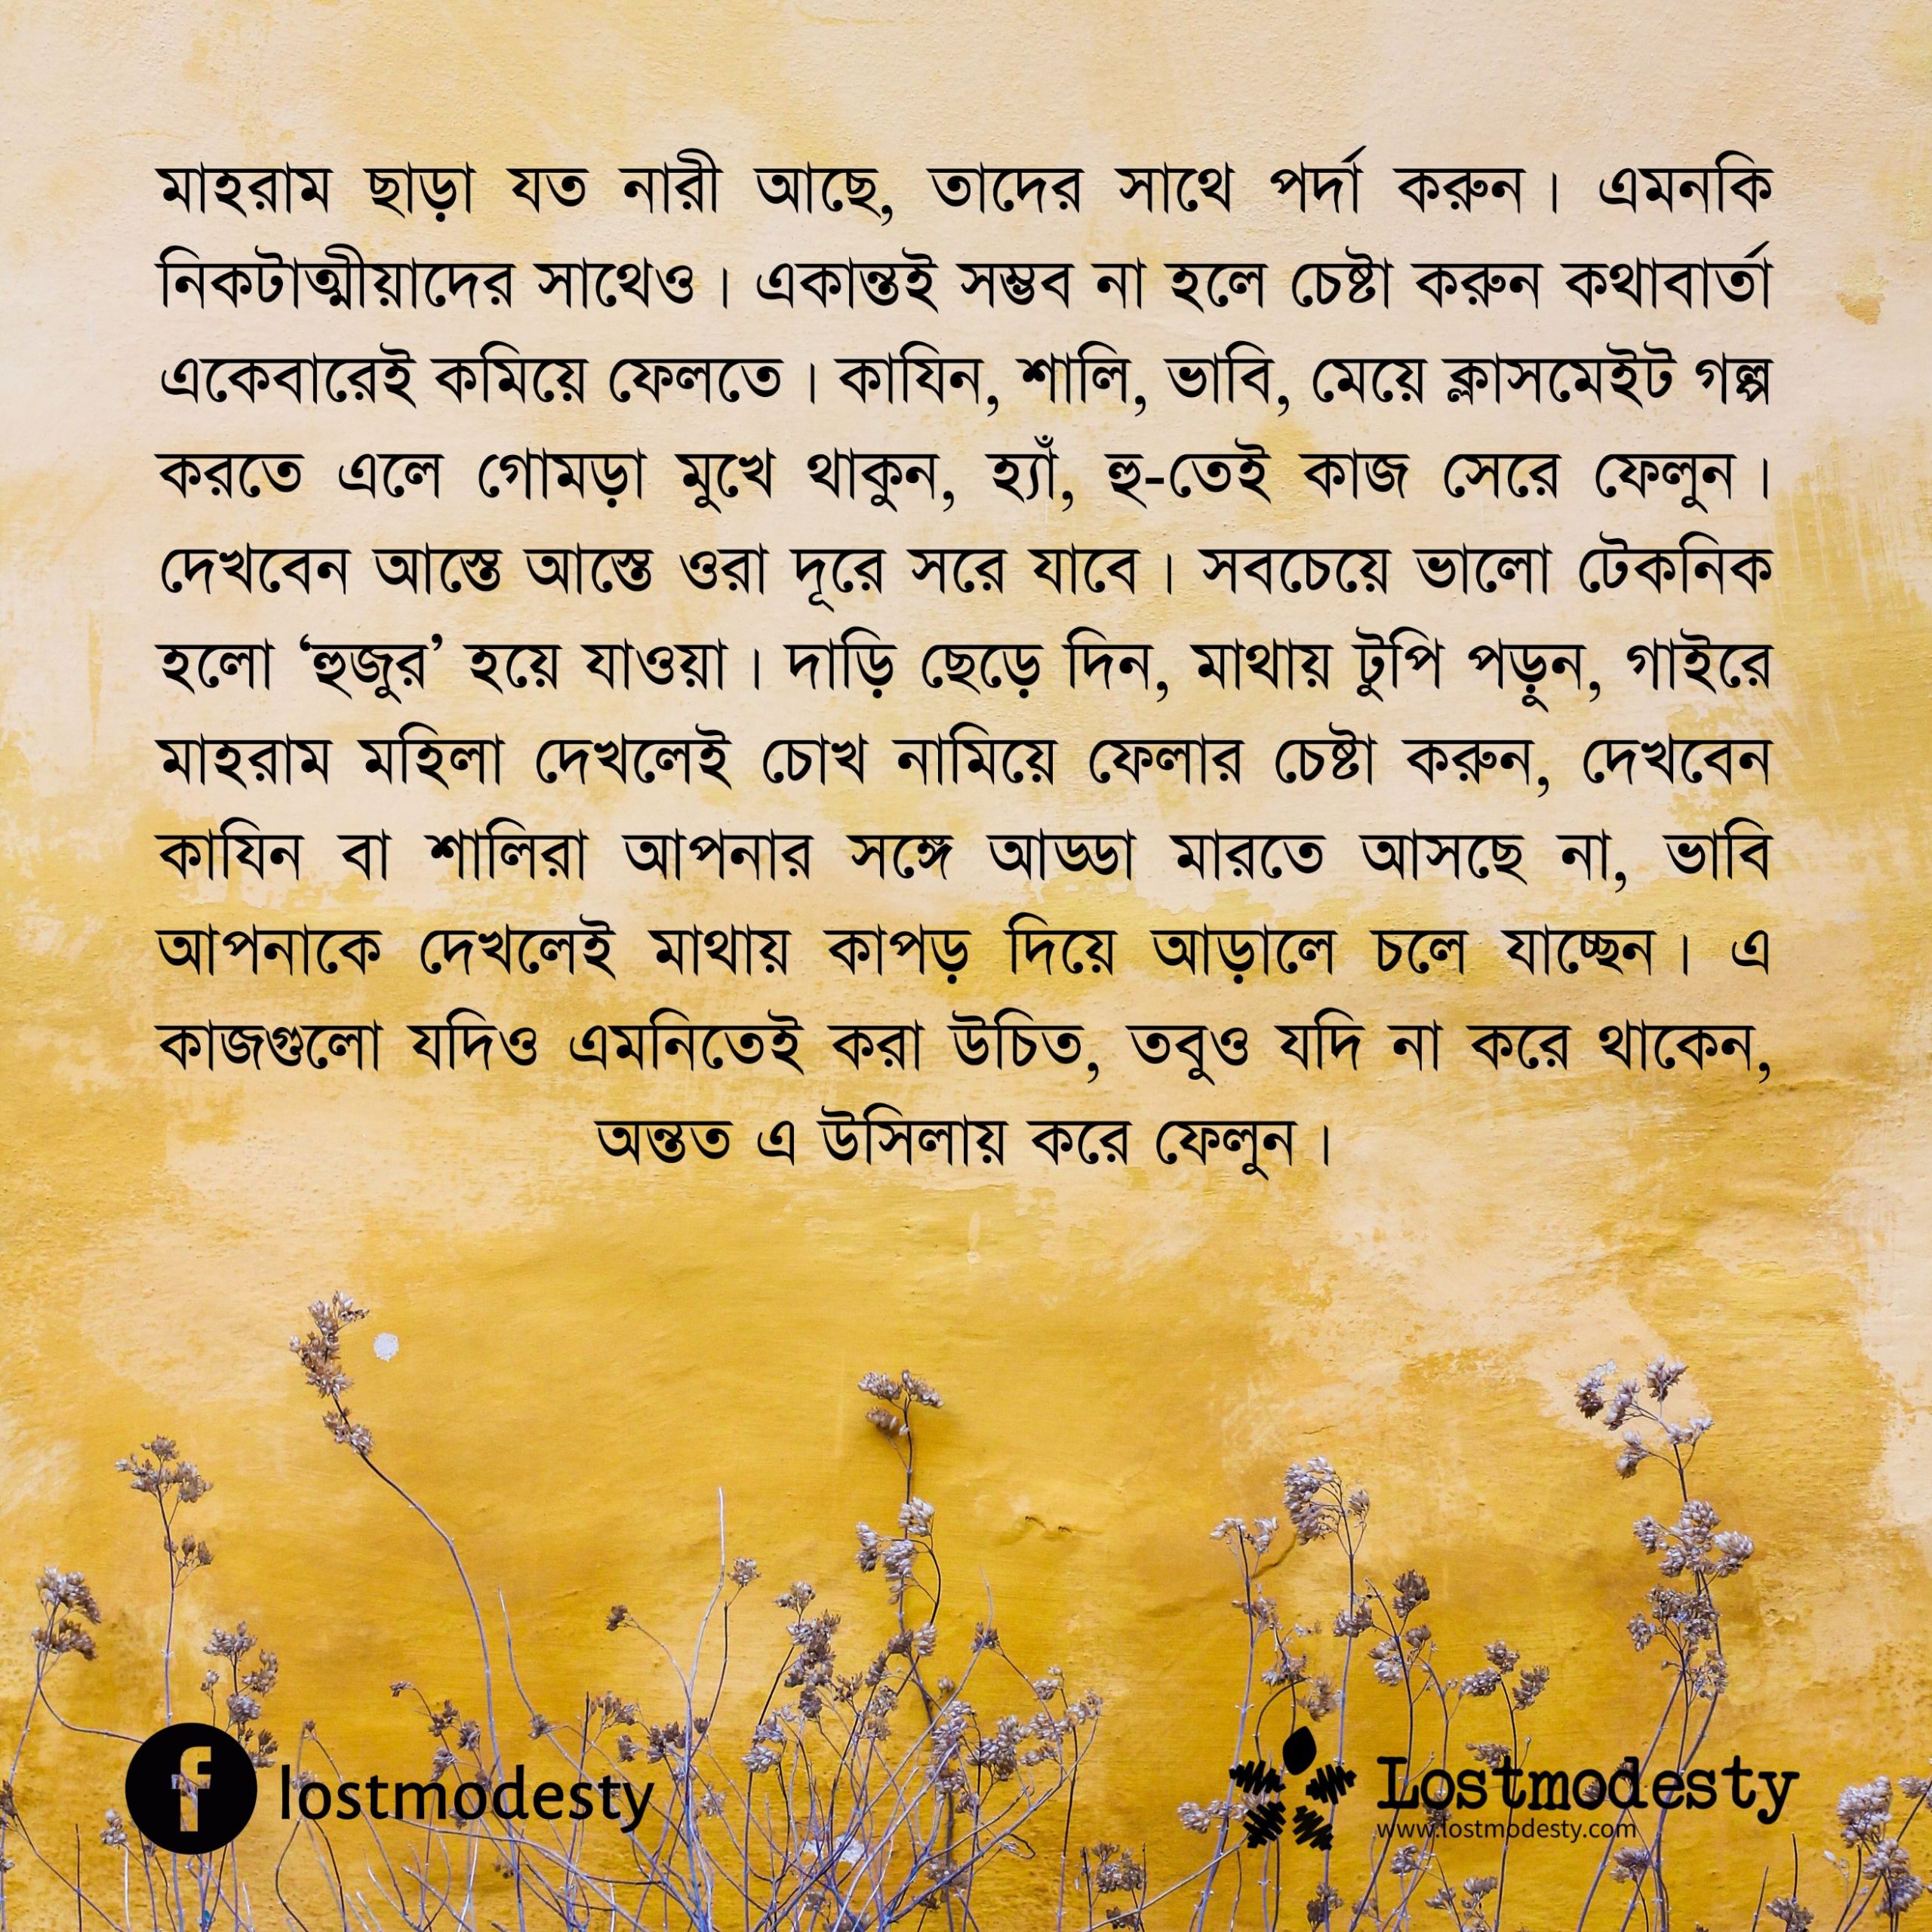 মাহরাম ছাড়া যত নারী আছে, তাদের সাথে পর্দা করুন। এমনকি
নিকটাত্মীয়াদের সাথেও। একান্তই সম্ভব না হলে চেষ্টা করুন কথাবার্তা
একেবারেই কমিয়ে ফেলতে। কাযিন, শালি, ভাবি, মেয়ে ক্লাসমেইট গল্প
করতে এলে গোমড়া মুখে থাকুন, হ্যাঁ, হু-তেই কাজ সেরে ফেলুন।
দেখবেন আস্তে আস্তে ওরা দূরে সরে যাবে। সবচেয়ে ভালো টেকনিক
হলো ‘হুজুর’ হয়ে যাওয়া। দাড়ি ছেড়ে দিন, মাথায় টুপি পড়ুন, গাইরে
মাহরাম মহিলা দেখলেই চোখ নামিয়ে ফেলার চেষ্টা করুন, দেখবেন
কাযিন বা শালিরা আপনার সঙ্গে আড্ডা মারতে আসছে না, ভাবি
আপনাকে দেখলেই মাথায় কাপড় দিয়ে আড়ালে চলে যাচ্ছেন। এ
কাজগুলো যদিও এমনিতেই করা উচিত, তবুও যদি না করে থাকেন,
অন্তত এ উসিলায় করে ফেলুন।
f lostmodesty
Lostmodesty
www.lostmodesty.com